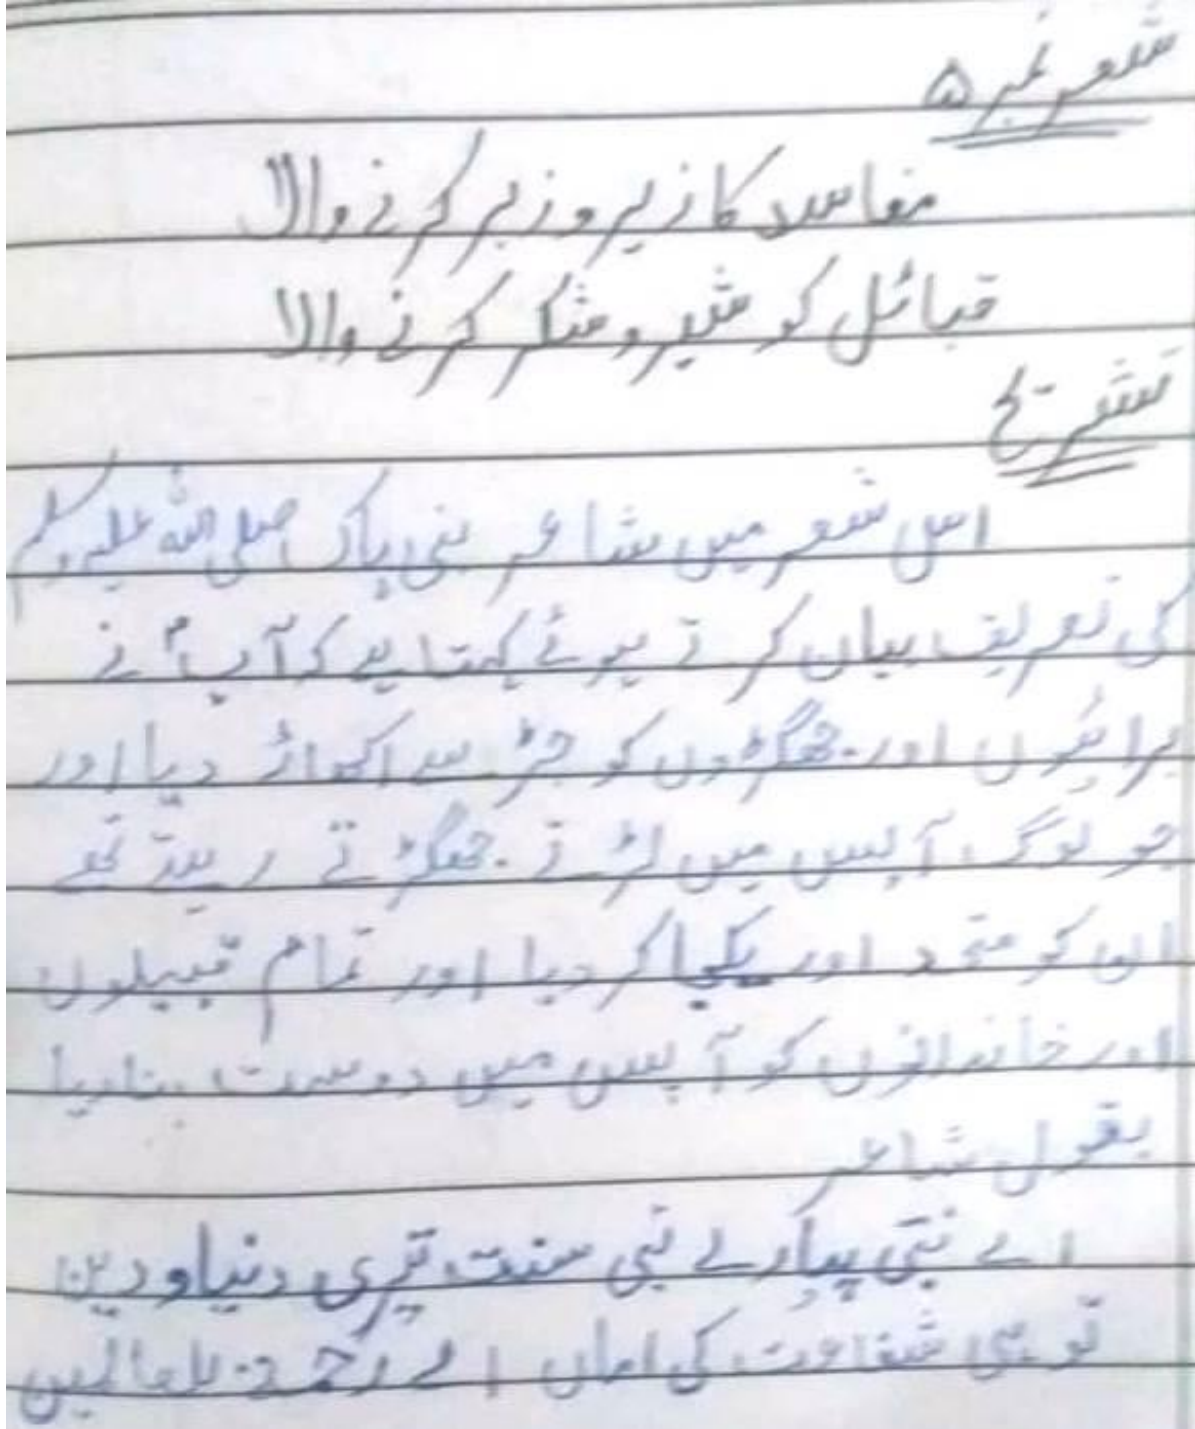 شعر نمبر ۵
مفاسد کا زیر و زبر کرنے والا
قبائل کو شیر و شکر کرنے والا
تشریح
اس شعر میں شاعر نبی پاک صلی اللہ علیہ وسلم
کی تعریف بیان کرتے ہوئے کہتا ہے کہ آپؐ نے
برائیوں اور جھگڑوں کو جڑ سے اکھاڑ دیا اور
جو لوگ آپس میں لڑتے جھگڑتے رہتے تھے
ان کو متحد اور یکجا کر دیا اور تمام قبیلوں
اور خاندانوں کو آپس میں دوست بنا دیا
بقول شاعر
اے نبی پیارے نبی سنت تیری دنیا و دین
تو ہی شفاعت کی اماں اے رحمۃ للعالمین